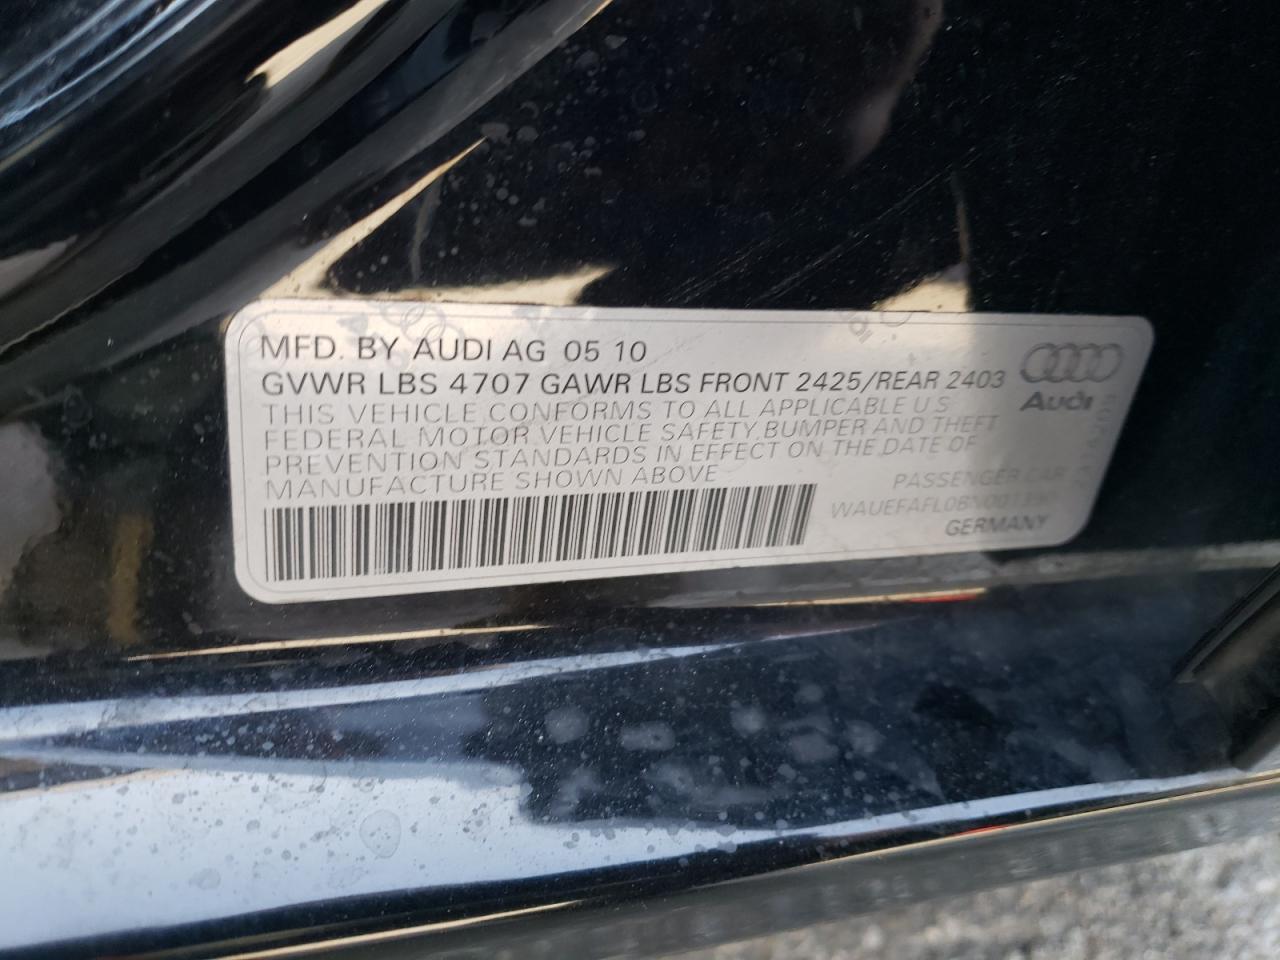 MFD. BY AUDI AG 05 10
GVWR LBS 4707 GAWR LBS FRONT 2425/REAR 2403
THIS VEHICLE CONFORMS TO ALL APPLICABLE U S
FEDERAL MOTOR VEHICLE SAFETY, BUMPER AND THEFT
PREVENTION STANDARDS IN EFFECT ON THE DATE OF
MANUFACTURE SHOWN ABOVE
Audi
PASSENGER CAR
GERMANY